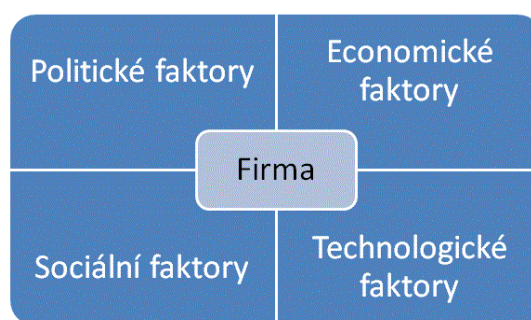 Politické faktory
Economické
faktory
Firma
Sociální faktory
Technologické
faktory